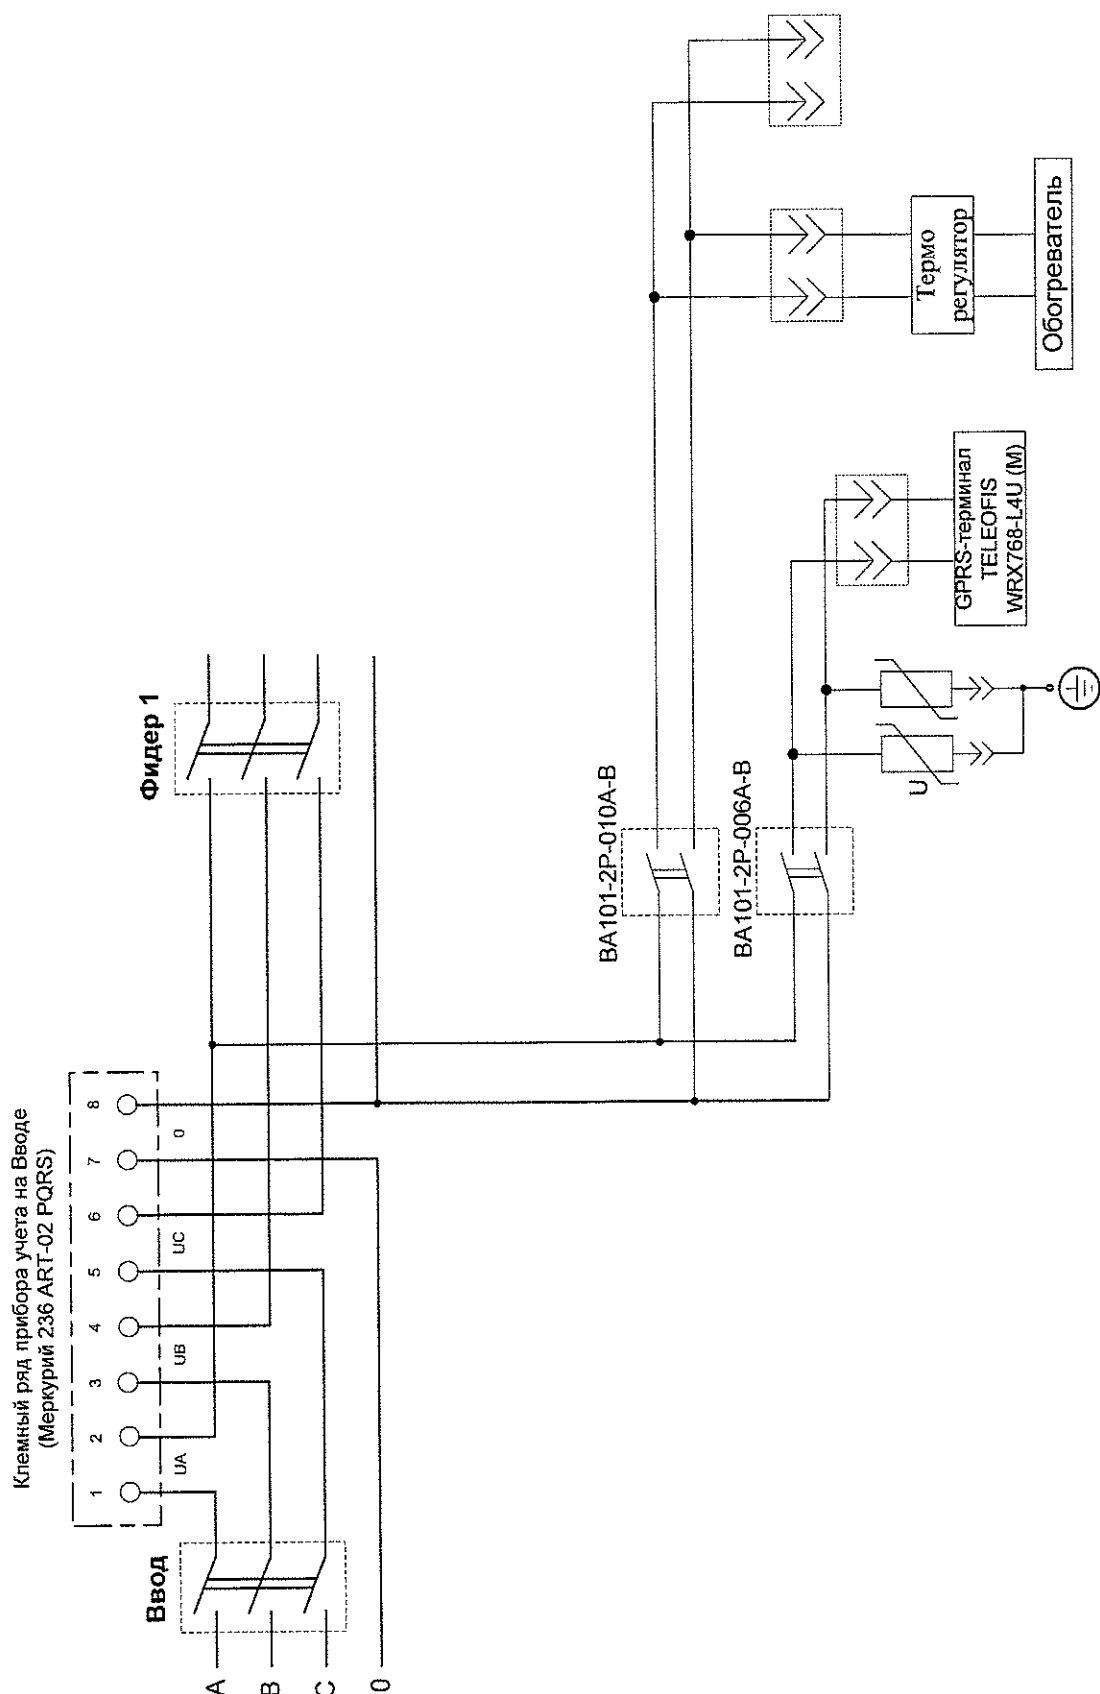 Клемный ряд прибора учета на Вводе
(Меркурий 236 ART-02 PQRS)
1
2
3
4
5
6
7
8
UA
UB
UC
0
Ввод
Фидер 1
A
B
C
0
ВА101-2Р-010А-В
ВА101-2Р-006А-В
U
GPRS-терминал
TELEOFIS
WRX768-L4U (M)
Термо
регулятор
Обогреватель